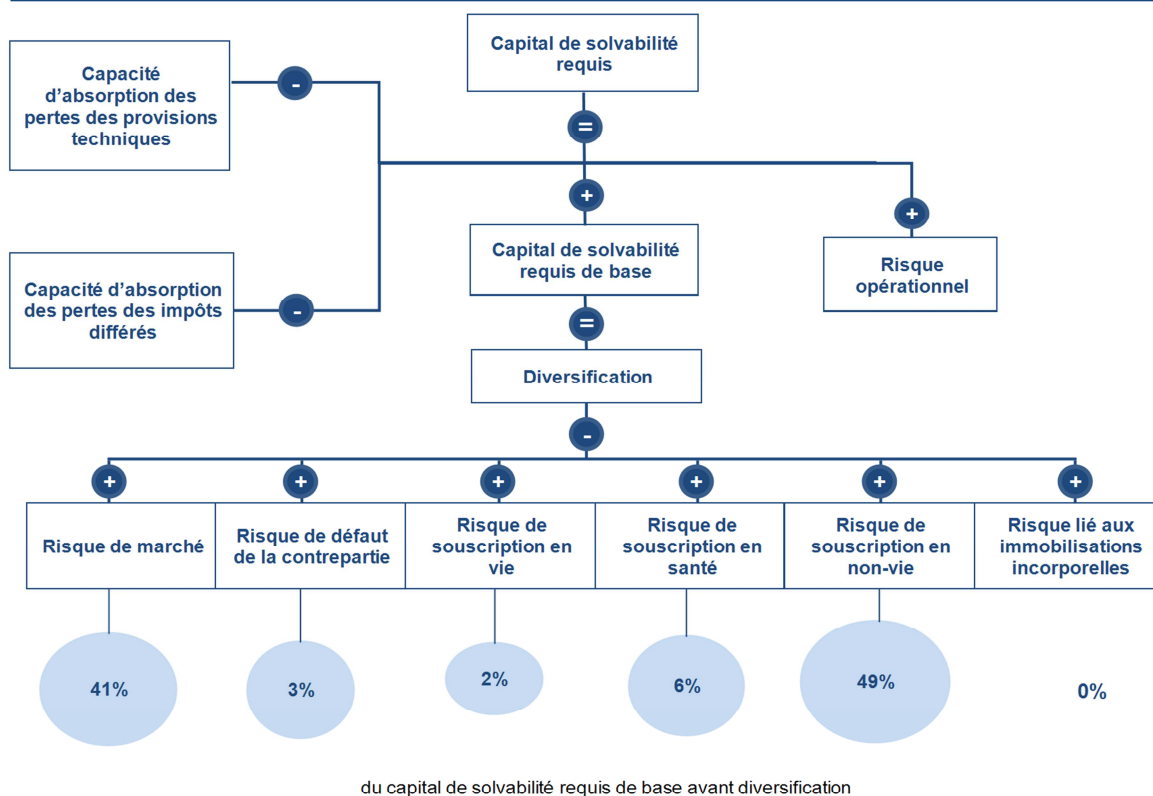 Capital de solvabilité
requis
Capacité
d'absorption des
pertes des provisions
techniques
-
=
+
+
Capital de solvabilité
requis de base
Risque
opérationnel
Capacité d'absorption
des pertes des impôts
différés
-
=
Diversification
-
+
+
+
+
+
+
Risque de marché
Risque de défaut
de la contrepartie
Risque de
souscription en
vie
Risque de
souscription en
santé
Risque de
souscription en
non-vie
Risque lié aux
immobilisations
incorporelles
41%
3%
2%
6%
49%
0%
du capital de solvabilité requis de base avant diversification